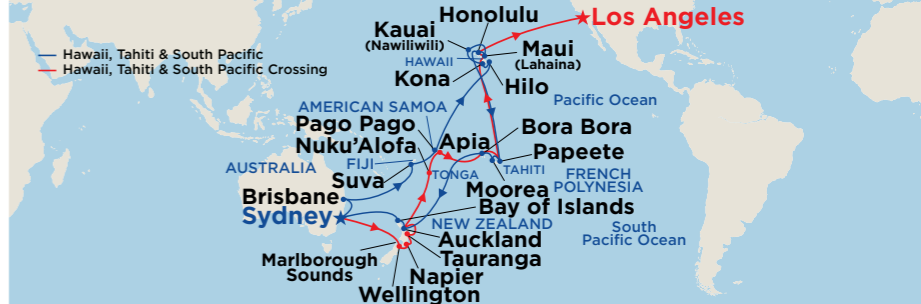 Honolulu
Los Angeles
Kauai
(Nawiliwili)
Maui
(Lahaina)
Hawaii, Tahiti & South Pacific
Hawaii, Tahiti & South Pacific Crossing
HAWAII
Kona
Hilo
Pacific Ocean
AMERICAN SAMOA
Pago Pago
Apia
Bora Bora
Nuku'Alofa
Papeete
AUSTRALIA
FIJI
Suva
TONGA
TAHITI
FRENCH
POLYNESIA
Moorea
Brisbane
Bay of Islands
Sydney
NEW ZEALAND
South
Pacific Ocean
Auckland
Tauranga
Marlborough
Sounds
Napier
Wellington